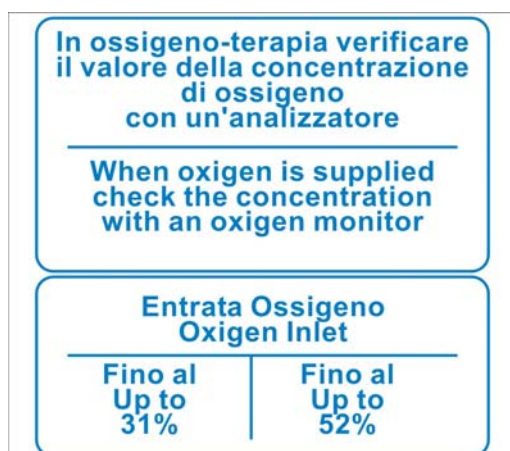 In ossigeno-terapia verificare
il valore della concentrazione
di ossigeno
con un'analizzatore
When oxigen is supplied
check the concentration
with an oxigen monitor
Entrata Ossigeno
Oxigen Inlet
Fino al
Up to
31%
Fino al
Up to
52%